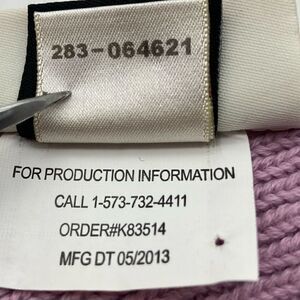 283-064621
FOR PRODUCTION INFORMATION
CALL 1-573-732-4411
ORDER#K83514
MFG DT 05/2013